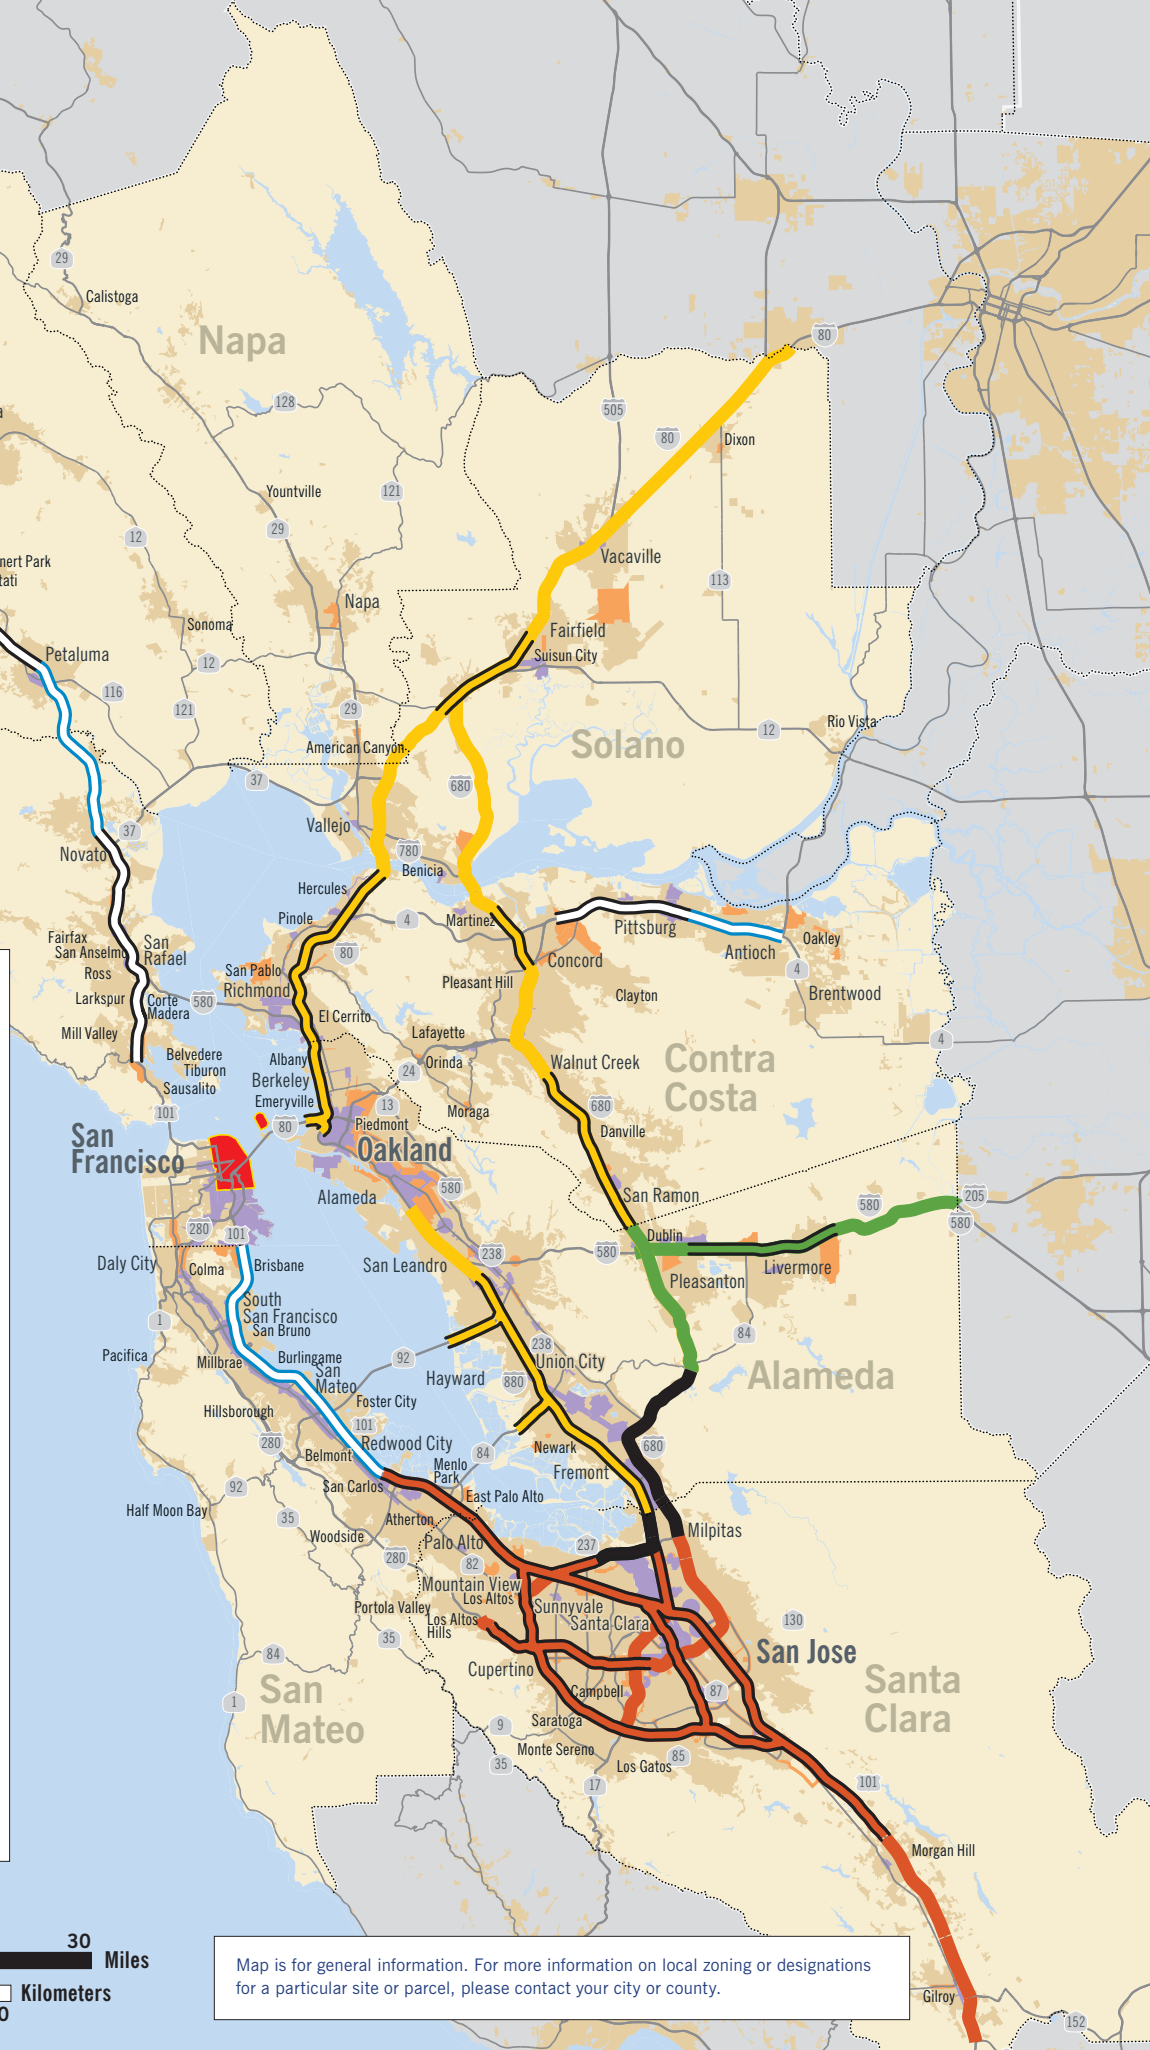 29
Calistoga
Napa
80
128
505
80
Dixon
Yountville
121
29
12
Vacaville
nert Park
tati
113
Napa
Sonoma
Fairfield
Suisun City
Petaluma
12
116
121
29
Rio Vista
12
Solano
American Canyon
37
680
Vallejo
37
780
Novato
Benicia
Hercules
Pinole
4
Martinez
Pittsburg
Fairfax
San Anselmo
San
Rafael
80
Oakley
Antioch
Concord
Ross
San Pablo
4
Pleasant Hill
Richmond
Clayton
Brentwood
Larkspur
Corte
Madera
580
El Cerrito
Mill Valley
Lafayette
4
Belvedere
Tiburon
Albany
Orinda
Walnut Creek
Contra
Costa
24
Berkeley
Sausalito
Emeryville
13
Moraga
680
101
80
Piedmont
Danville
San
Francisco
Oakland
580
Alameda
San Ramon
205
580
580
280
101
Dublin
238
580
Daly City
Colma
Brisbane
San Leandro
Livermore
Pleasanton
South
San Francisco
1
San Bruno
84
238
Pacifica
Millbrae
Burlingame
92
Union City
San
Mateo
Hayward
880
Alameda
Foster City
Hillsborough
101
280
Redwood City
Newark
680
Belmont
84
Menlo
Park
Fremont
San Carlos
92
East Palo Alto
Half Moon Bay
35
Atherton
Woodside
Palo Alto
237
Milpitas
280
82
Mountain View
Los Altos
Portola Valley
Sunnyvale
Los Altos
Hills
Santa Clara
130
35
84
San Jose
Cupertino
Santa
Clara
San
Mateo
1
Campbell
87
Saratoga
9
Monte Sereno
35
Los Gatos
85
17
101
Morgan Hill
30
Miles
Kilometers
0
Map is for general information. For more information on local zoning or designations
for a particular site or parcel, please contact your city or county.
Gilroy
152